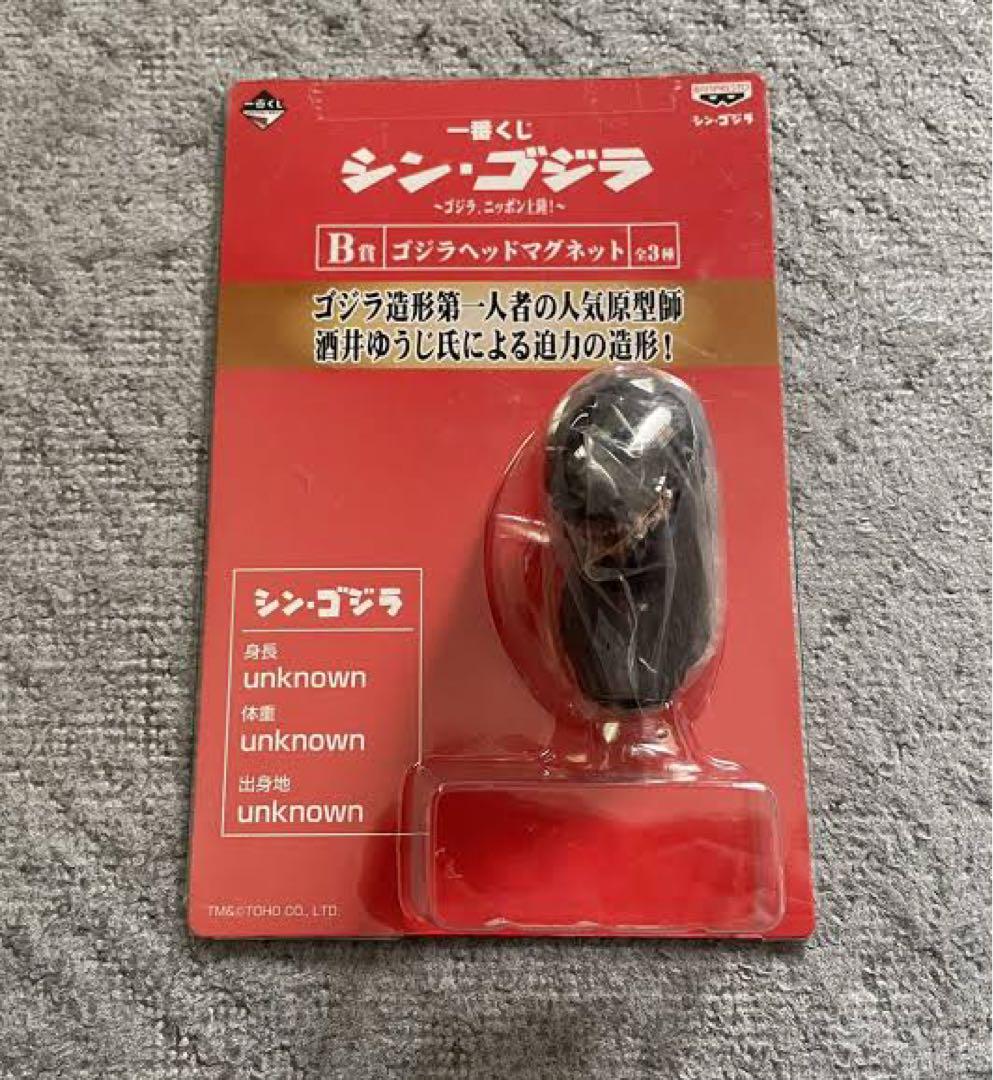 一番くじ
シン・ゴジラ
一番くじ
シン・ゴジラ
～ゴジラ、ニッポン上陸！～
B賞 ゴジラヘッドマグネット 全3種
ゴジラ造形第一人者の人気原型師
酒井ゆうじ氏による迫力の造形！
シン・ゴジラ
身長
unknown
体重
unknown
出身地
unknown
TM&©TOHO CO., LTD.